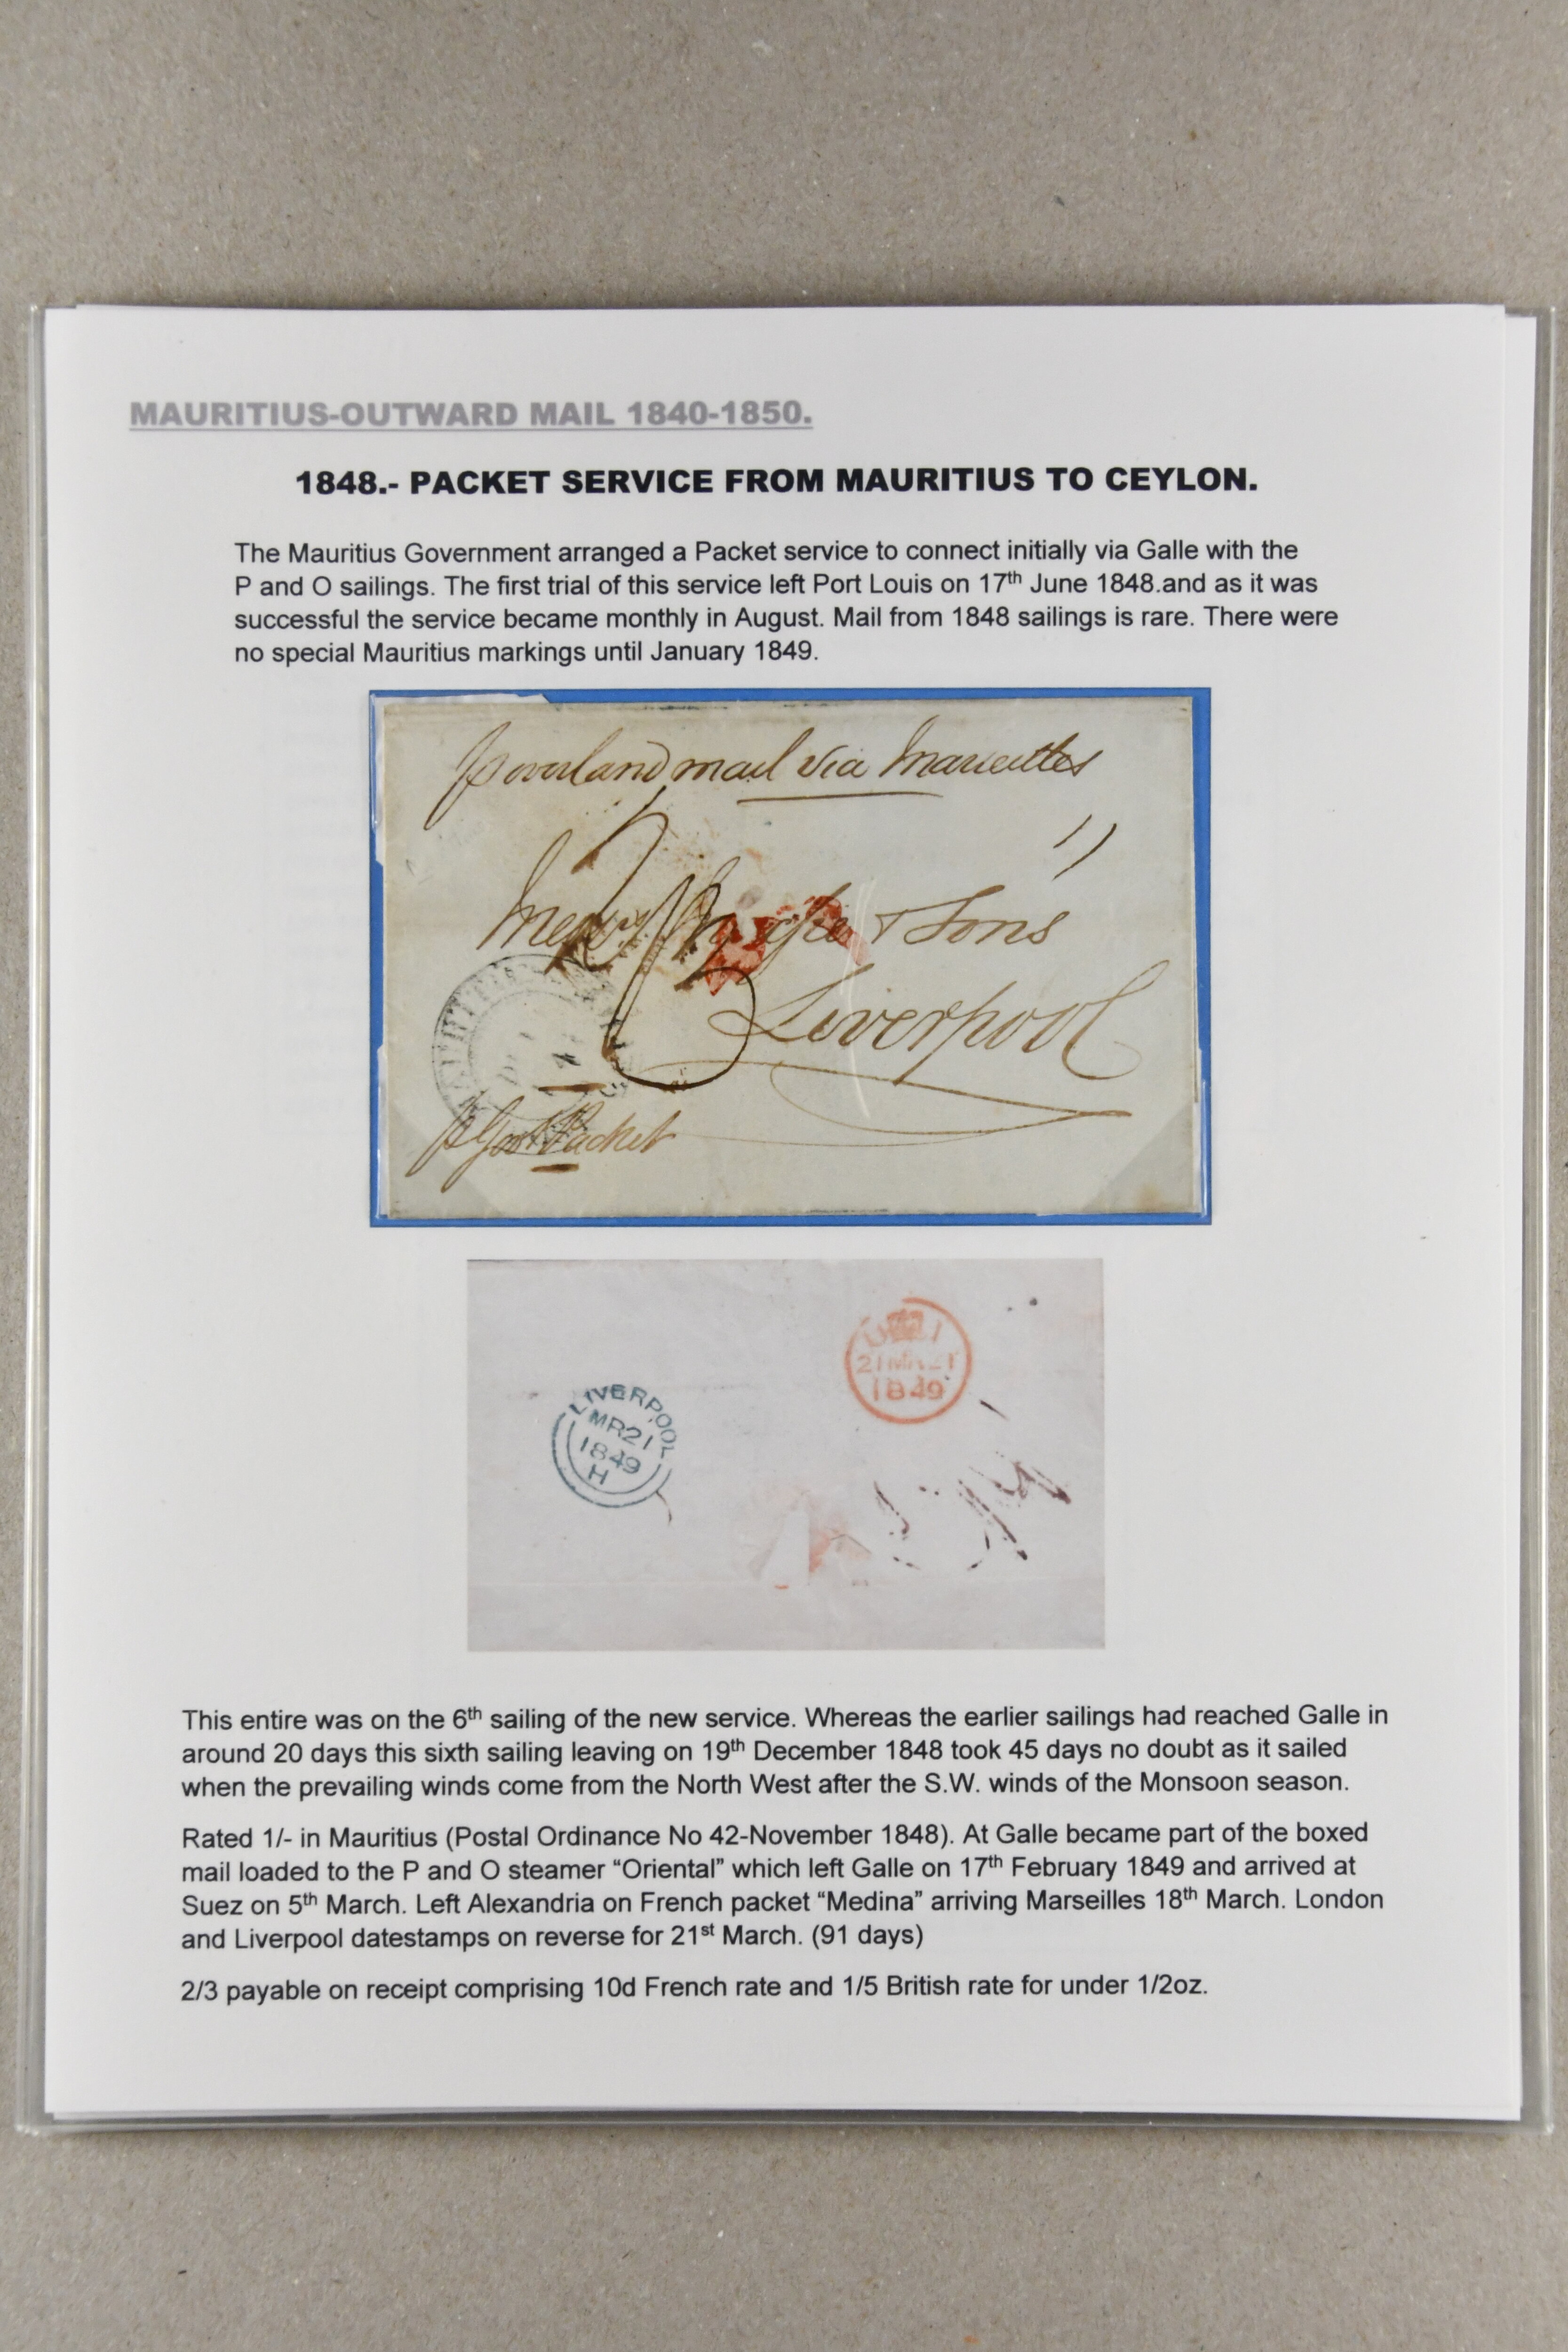 MAURITIUS-OUTWARD MAIL 1840-1850.
1848.- PACKET SERVICE FROM MAURITIUS TO CEYLON.
The Mauritius Government arranged a Packet service to connect initially via Galle with the
P and O sailings. The first trial of this service left Port Louis on 17th June 1848.and as it was
successful the service became monthly in August. Mail from 1848 sailings is rare. There were
no special Mauritius markings until January 1849.
p overland mail via Marseilles
& Sons
Liverpool
p Govt Packet
21
1849
LIVERPOOL
MR21
1849
H
This entire was on the 6th sailing of the new service. Whereas the earlier sailings had reached Galle in
around 20 days this sixth sailing leaving on 19th December 1848 took 45 days no doubt as it sailed
when the prevailing winds come from the North West after the S.W. winds of the Monsoon season.
Rated 1/- in Mauritius (Postal Ordinance No 42-November 1848). At Galle became part of the boxed
mail loaded to the P and O steamer “Oriental” which left Galle on 17th February 1849 and arrived at
Suez on 5th March. Left Alexandria on French packet “Medina” arriving Marseilles 18th March. London
and Liverpool datestamps on reverse for 21st March. (91 days)
2/3 payable on receipt comprising 10d French rate and 1/5 British rate for under 1/2oz.